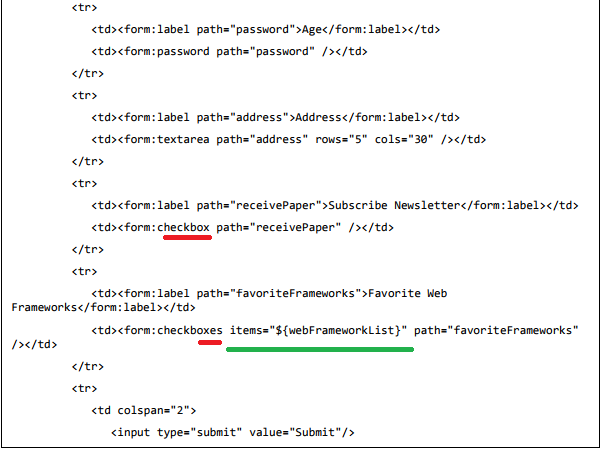 <tr>
<td><form:label path="password">Age</form:label></td>
<td><form:password path="password" /></td>
</tr>
<tr>
<td><form:label path="address">Address</form:label></td>
<td><form:textarea path="address" rows="5" cols="30" /></td>
</tr>
<tr>
<td><form:label path="receivePaper">Subscribe Newsletter</form:label></td>
<td><form:checkbox path="receivePaper" /></td>
</tr>
<tr>
<td><form:label path="favoriteFrameworks">Favorite Web
Frameworks</form:label></td>
<td><form:checkboxes items="${webFrameworkList}" path="favoriteFrameworks"
/></td>
</tr>
<tr>
<td colspan="2">
<input type="submit" value="Submit"/>